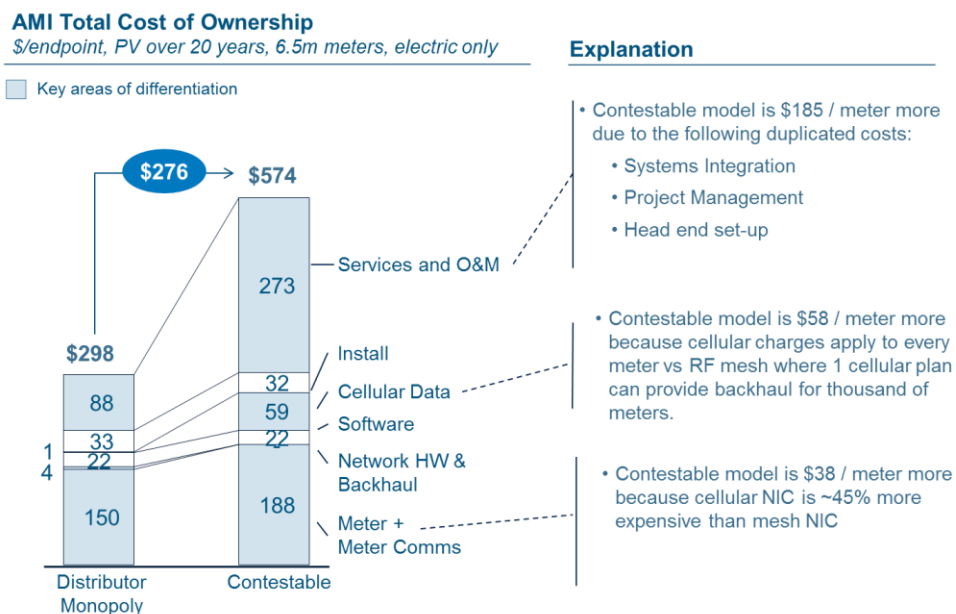 AMI Total Cost of Ownership
$/endpoint, PV over 20 years, 6.5m meters, electric only
Key areas of differentiation
$276
$574
$298
273
32
59
22
188
88
33
1
22
4
150
Services and O&M
Install
Cellular Data
Software
Network HW &
Backhaul
Meter +
Meter Comms
Distributor
Monopoly
Contestable
Explanation
• Contestable model is $185 / meter more
due to the following duplicated costs:
• Systems Integration
• Project Management
• Head end set-up
• Contestable model is $58 / meter more
because cellular charges apply to every
meter vs RF mesh where 1 cellular plan
can provide backhaul for thousand of
meters.
• Contestable model is $38 / meter more
because cellular NIC is ~45% more
expensive than mesh NIC